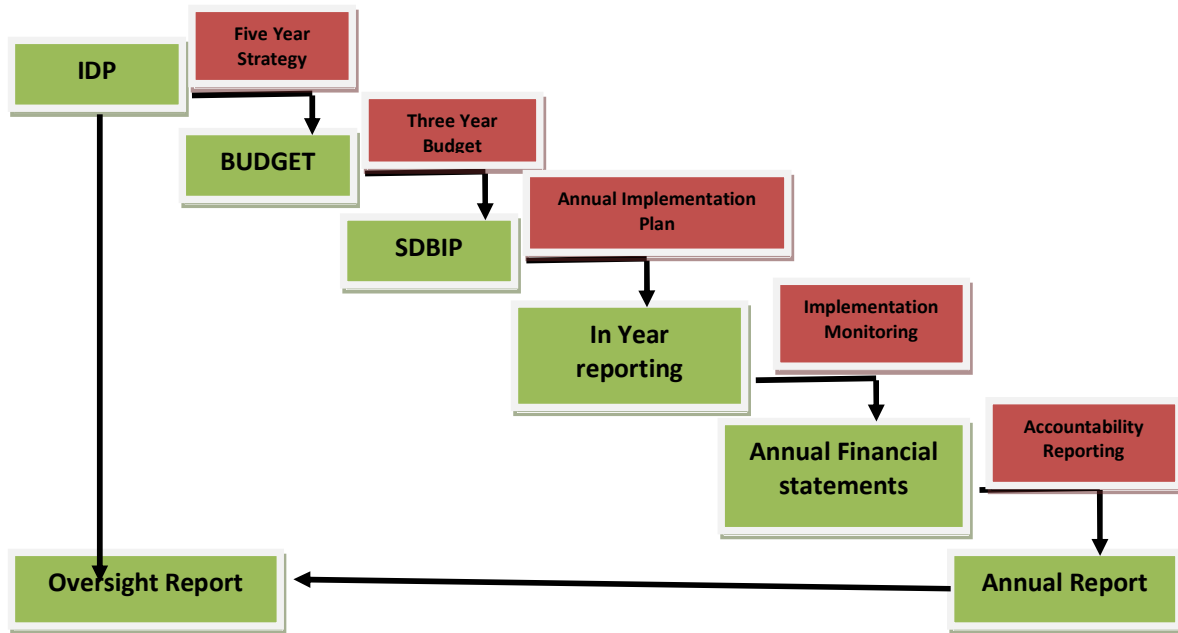 Five Year
Strategy
IDP
Three Year
Budget
BUDGET
Annual Implementation
Plan
SDBIP
Implementation
Monitoring
In Year
reporting
Accountability
Reporting
Annual Financial
statements
Oversight Report
Annual Report